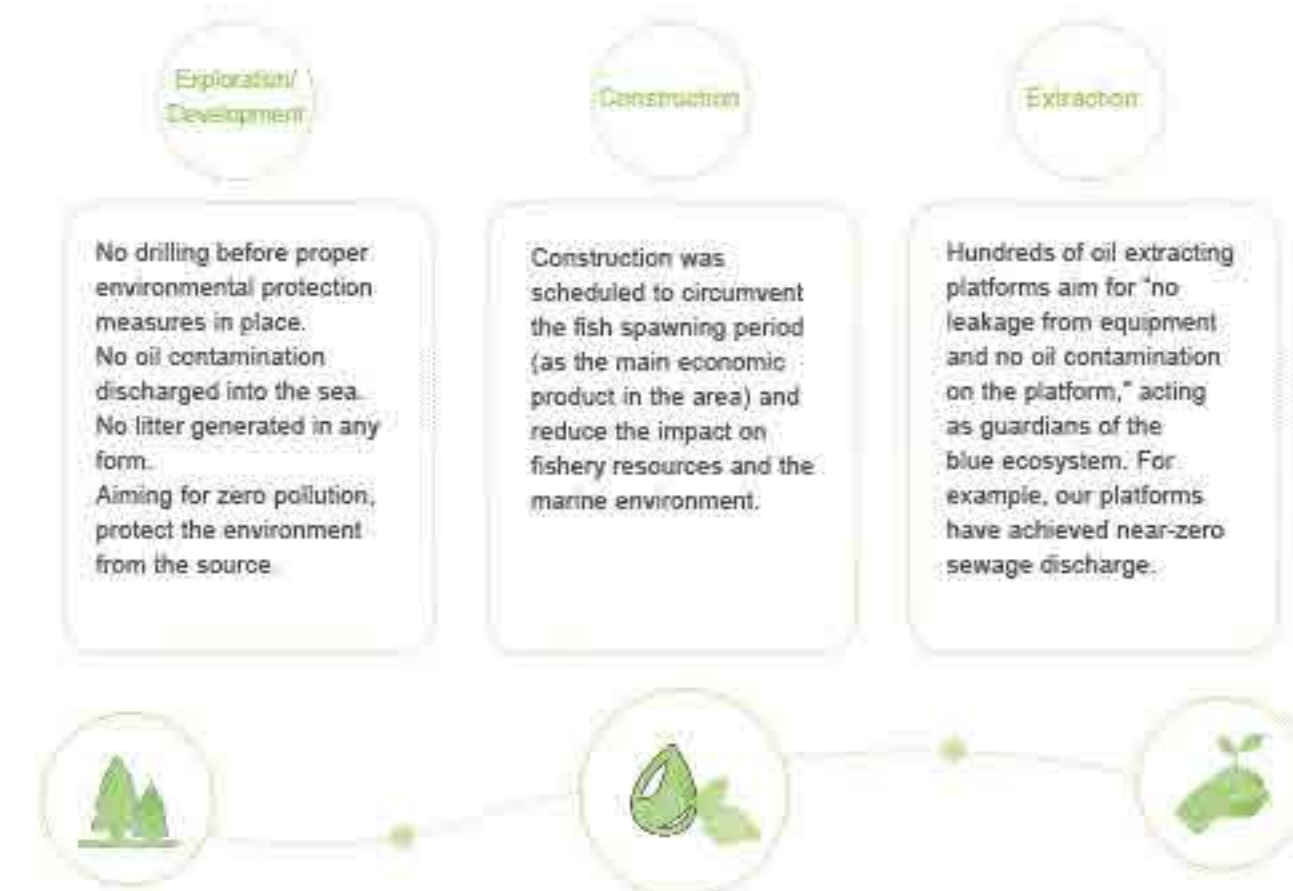 Exploration/
Development
No drilling before proper
environmental protection
measures in place.
No oil contamination
discharged into the sea.
No litter generated in any
form.
Aiming for zero pollution,
protect the environment
from the source.
Construction
Construction was
scheduled to circumvent
the fish spawning period
(as the main economic
product in the area) and
reduce the impact on
fishery resources and the
marine environment.
Extraction
Hundreds of oil extracting
platforms aim for "no
leakage from equipment
and no oil contamination
on the platform," acting
as guardians of the
blue ecosystem. For
example, our platforms
have achieved near-zero
sewage discharge.